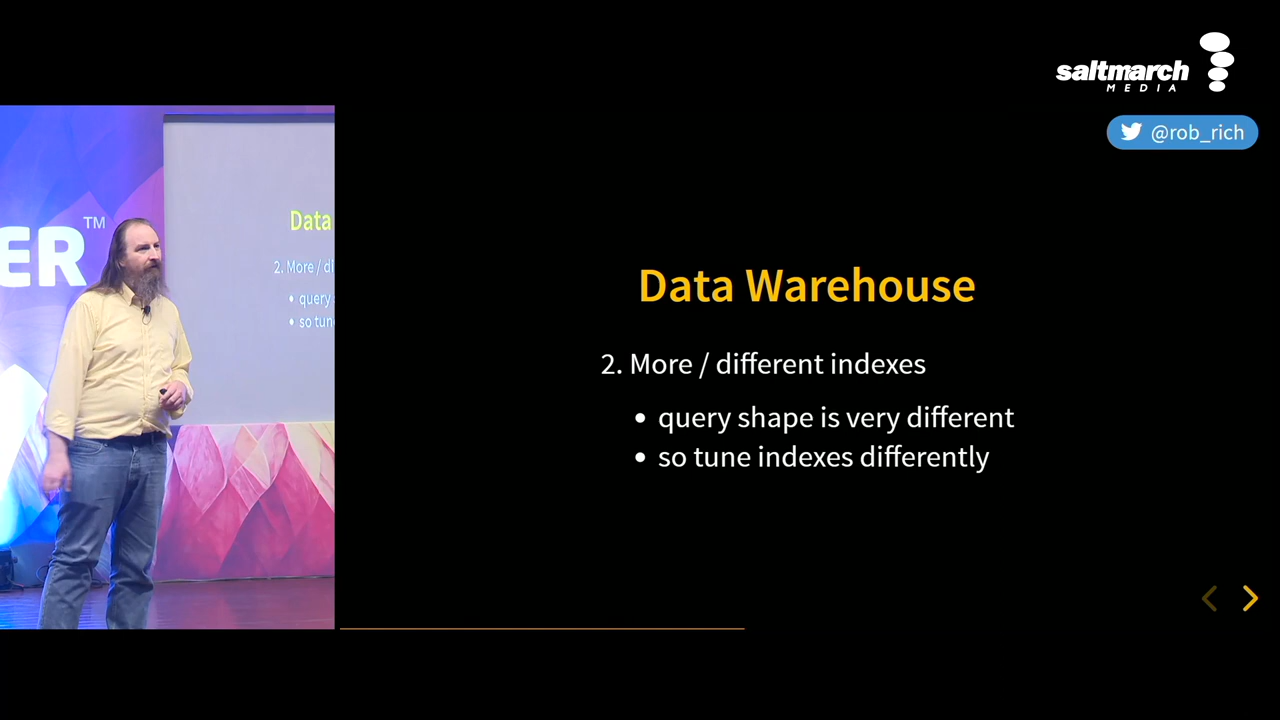 saltmarch
MEDIA
@rob_rich
ER™
Data
2. More / di
• query
• so tune
Data Warehouse
2. More / different indexes
• query shape is very different
• so tune indexes differently